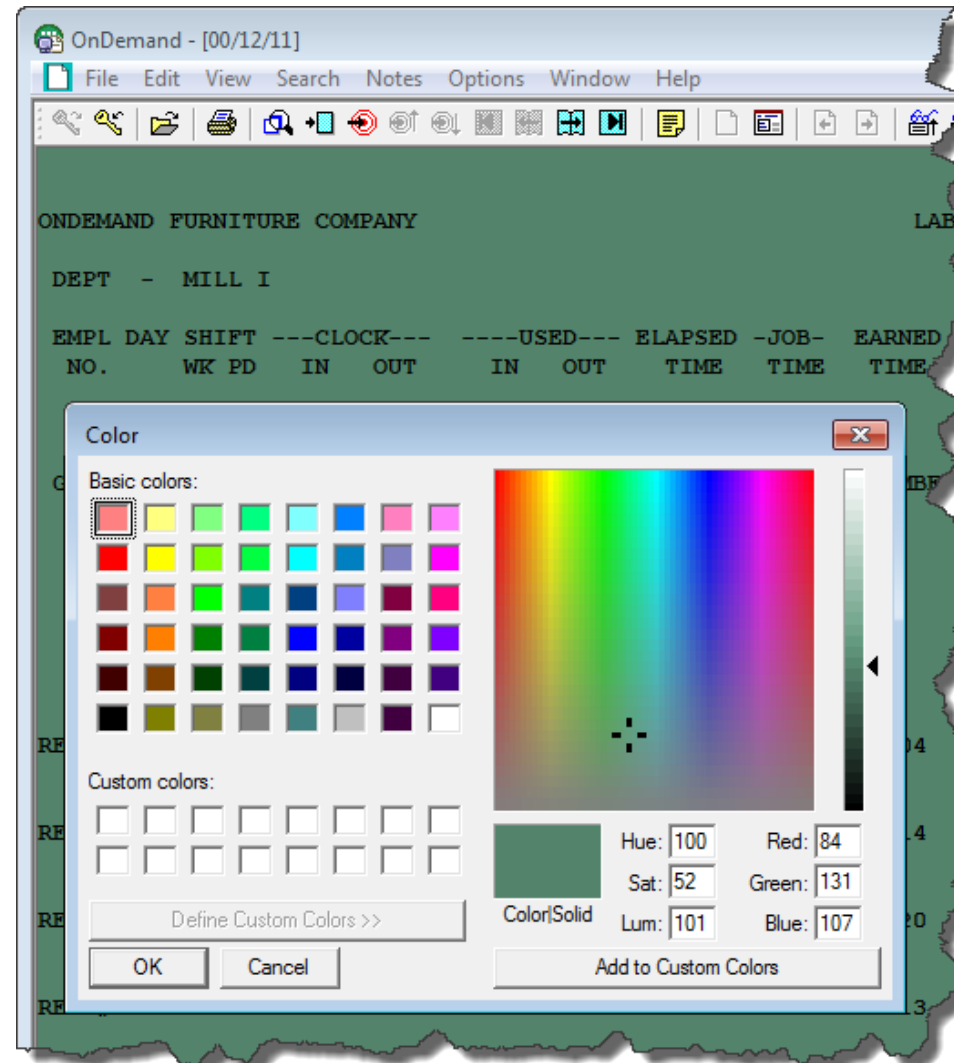 OnDemand - [00/12/11]
File Edit View Search Notes Options Window Help
ONDEMAND FURNITURE COMPANY LAB
DEPT - MILL I
EMPL DAY SHIFT ---CLOCK--- ----USED--- ELAPSED -JOB- EARNED
NO. WK PD IN OUT IN OUT TIME TIME TIME
Color
Basic colors:
Custom colors:
Define Custom Colors >>
OK Cancel
Color|Solid
Hue: 100 Red: 84
Sat: 52 Green: 131
Lum: 101 Blue: 107
Add to Custom Colors